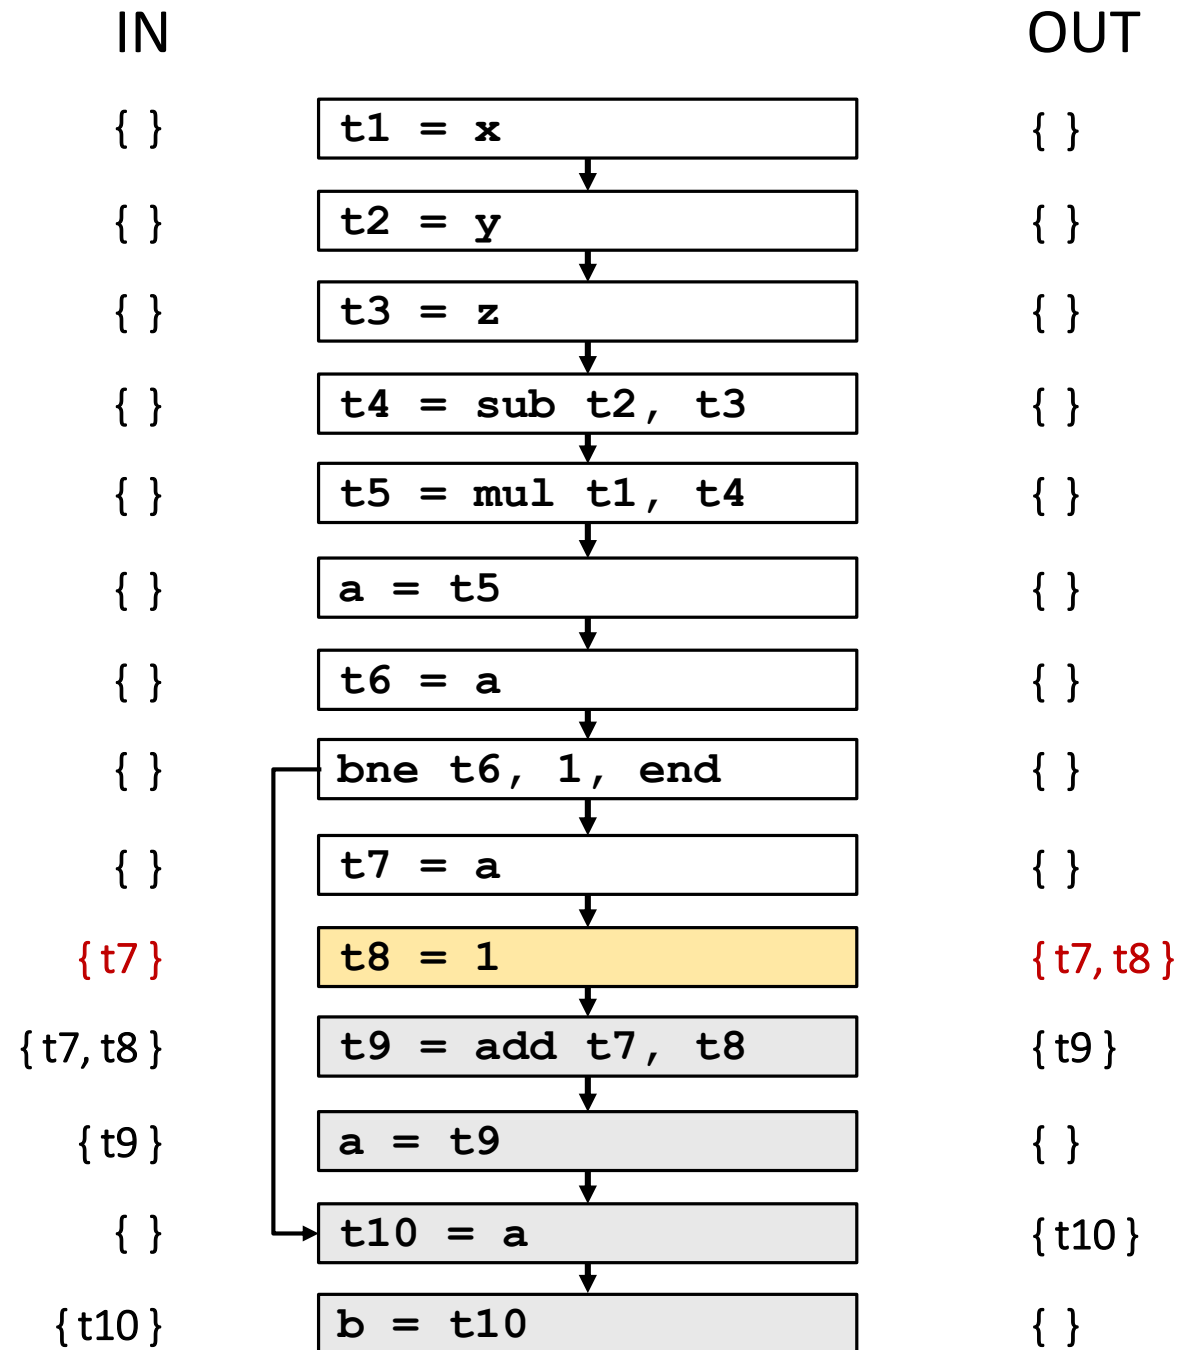 IN OUT
{ } t1 = x { }
{ } t2 = y { }
{ } t3 = z { }
{ } t4 = sub t2, t3 { }
{ } t5 = mul t1, t4 { }
{ } a = t5 { }
{ } t6 = a { }
{ } bne t6, 1, end { }
{ } t7 = a { }
{ t7 } t8 = 1 { t7, t8 }
{ t7, t8 } t9 = add t7, t8 { t9 }
{ t9 } a = t9 { }
{ } t10 = a { t10 }
{ t10 } b = t10 { }